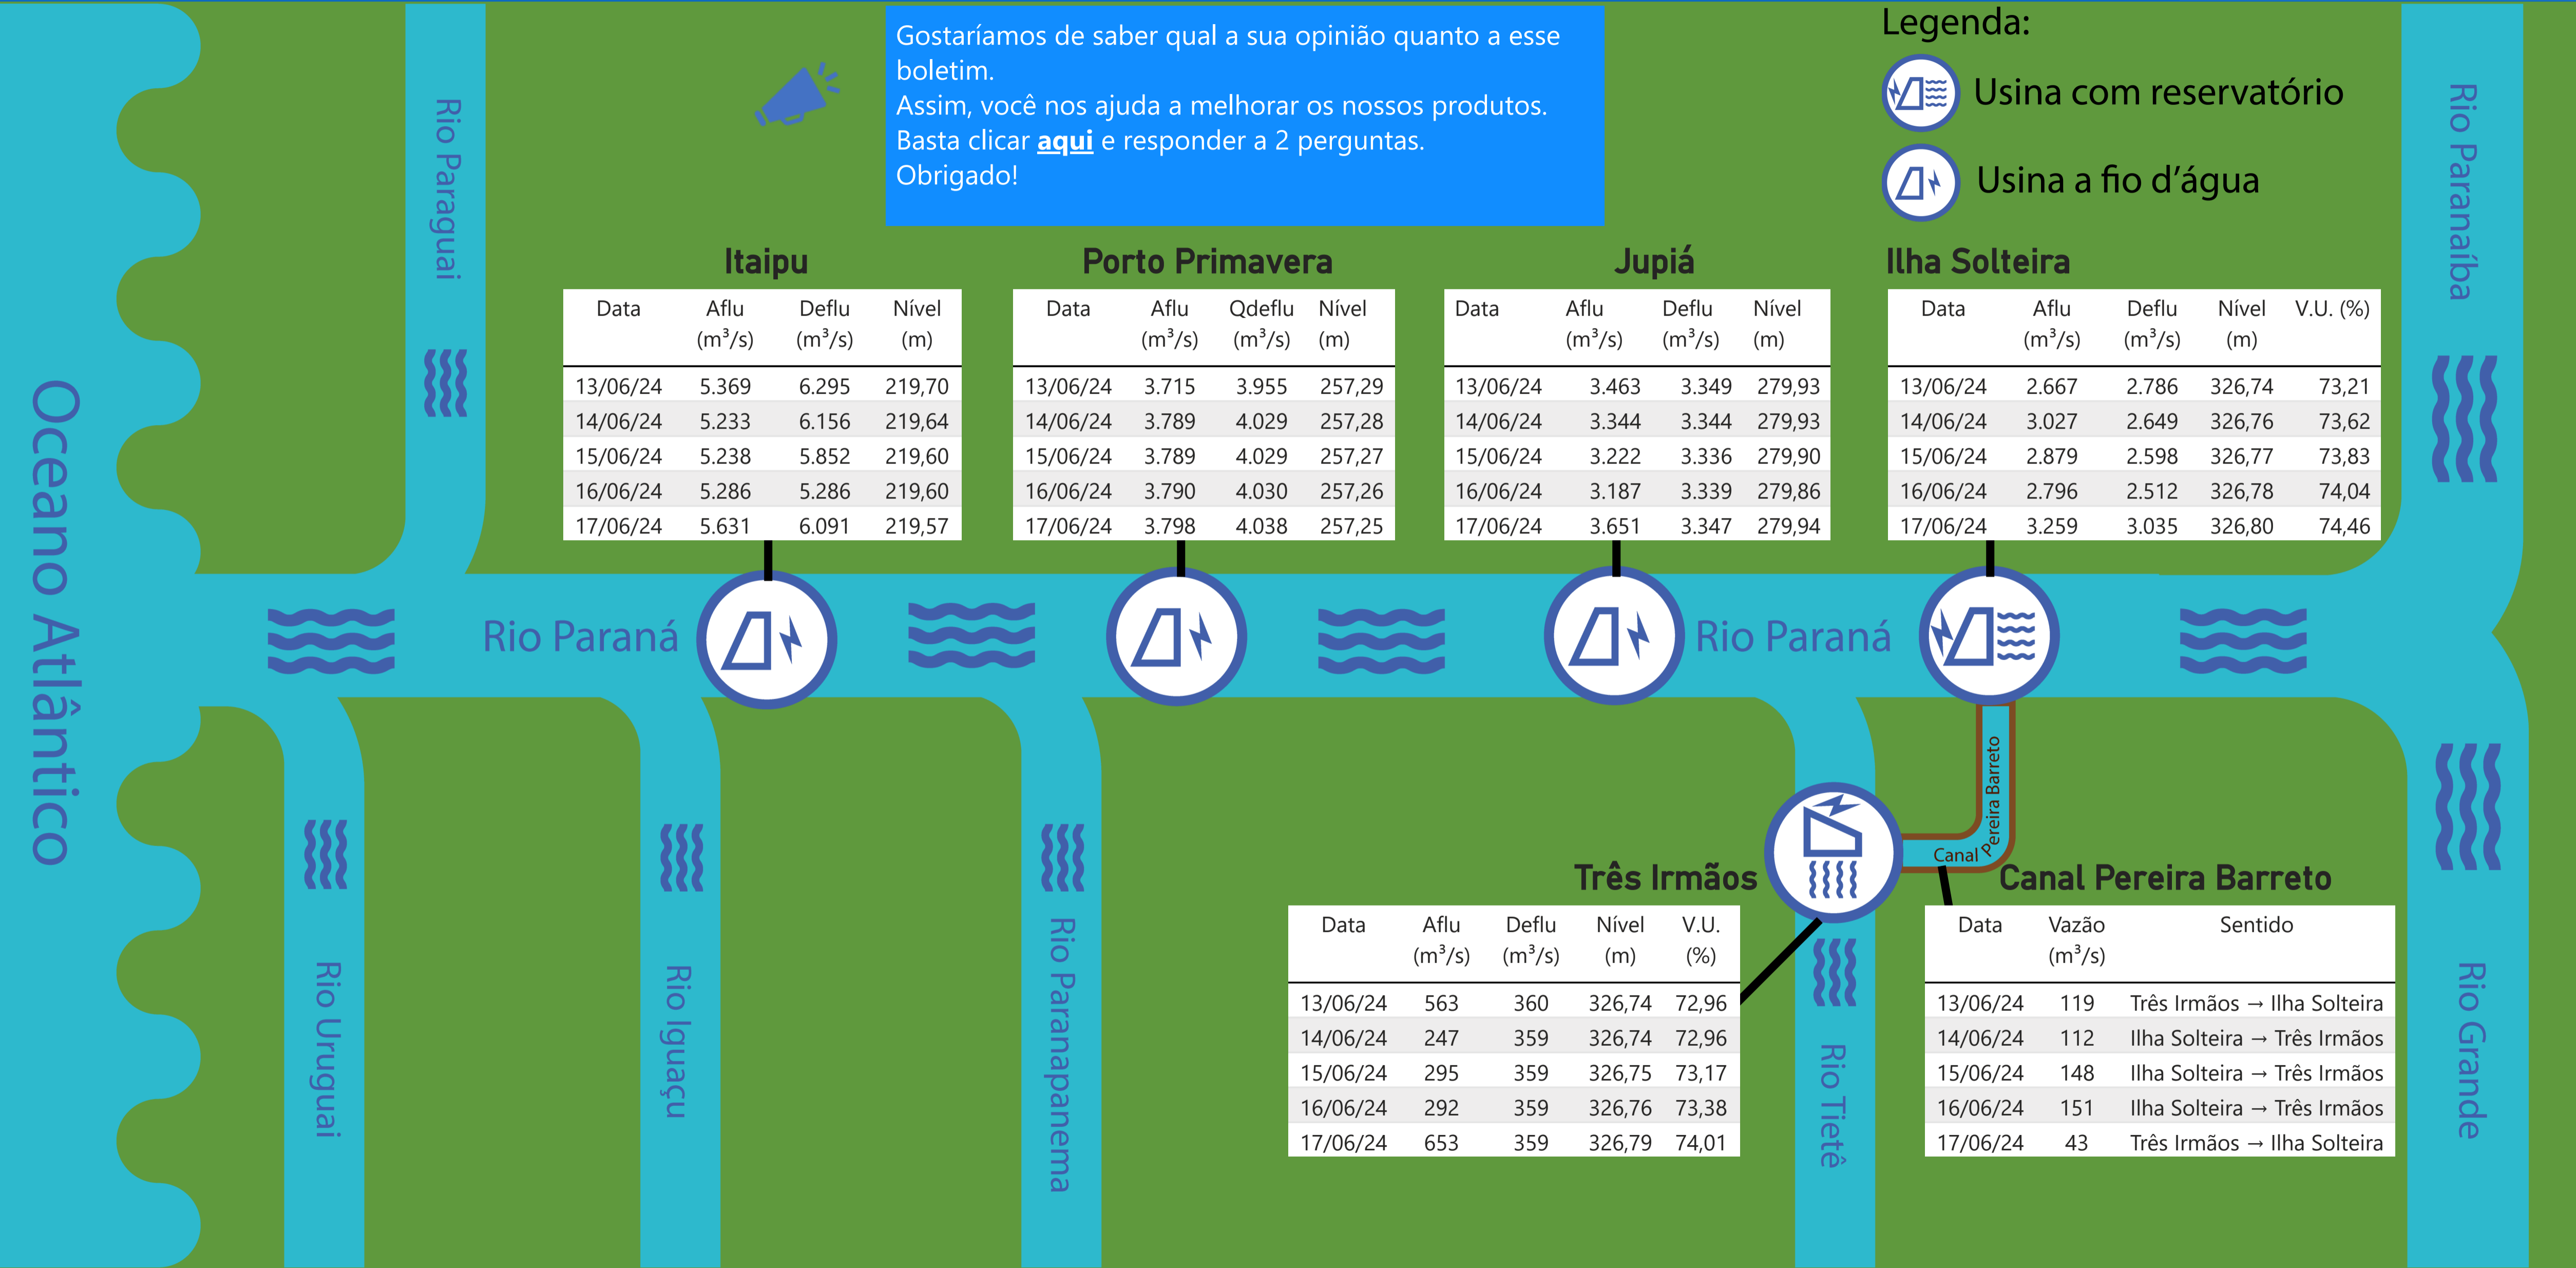 Gostaríamos de saber qual a sua opinião quanto a esse
boletim.
Assim, você nos ajuda a melhorar os nossos produtos.
Basta clicar aqui e responder a 2 perguntas.
Obrigado!
Legenda:
Usina com reservatório
Usina a fio d'água
Rio Paraguai
Rio Paranaíba
Oceano Atlântico
Itaipu
Data Aflu Deflu Nível
(m³/s) (m³/s) (m)
13/06/24 5.369 6.295 219,70
14/06/24 5.233 6.156 219,64
15/06/24 5.238 5.852 219,60
16/06/24 5.286 5.286 219,60
17/06/24 5.631 6.091 219,57
Porto Primavera
Data Aflu Qdeflu Nível
(m³/s) (m³/s) (m)
13/06/24 3.715 3.955 257,29
14/06/24 3.789 4.029 257,28
15/06/24 3.789 4.029 257,27
16/06/24 3.790 4.030 257,26
17/06/24 3.798 4.038 257,25
Jupiá
Data Aflu Deflu Nível
(m³/s) (m³/s) (m)
13/06/24 3.463 3.349 279,93
14/06/24 3.344 3.344 279,93
15/06/24 3.222 3.336 279,90
16/06/24 3.187 3.339 279,86
17/06/24 3.651 3.347 279,94
Ilha Solteira
Data Aflu Deflu Nível V.U. (%)
(m³/s) (m³/s) (m)
13/06/24 2.667 2.786 326,74 73,21
14/06/24 3.027 2.649 326,76 73,62
15/06/24 2.879 2.598 326,77 73,83
16/06/24 2.796 2.512 326,78 74,04
17/06/24 3.259 3.035 326,80 74,46
Rio Paraná
Rio Paraná
Canal Pereira Barreto
Três Irmãos
Data Aflu Deflu Nível V.U.
(m³/s) (m³/s) (m) (%)
13/06/24 563 360 326,74 72,96
14/06/24 247 359 326,74 72,96
15/06/24 295 359 326,75 73,17
16/06/24 292 359 326,76 73,38
17/06/24 653 359 326,79 74,01
Canal Pereira Barreto
Data Vazão Sentido
(m³/s)
13/06/24 119 Três Irmãos → Ilha Solteira
14/06/24 112 Ilha Solteira → Três Irmãos
15/06/24 148 Ilha Solteira → Três Irmãos
16/06/24 151 Ilha Solteira → Três Irmãos
17/06/24 43 Três Irmãos → Ilha Solteira
Rio Uruguai
Rio Iguaçu
Rio Paranapanema
Rio Tietê
Rio Grande